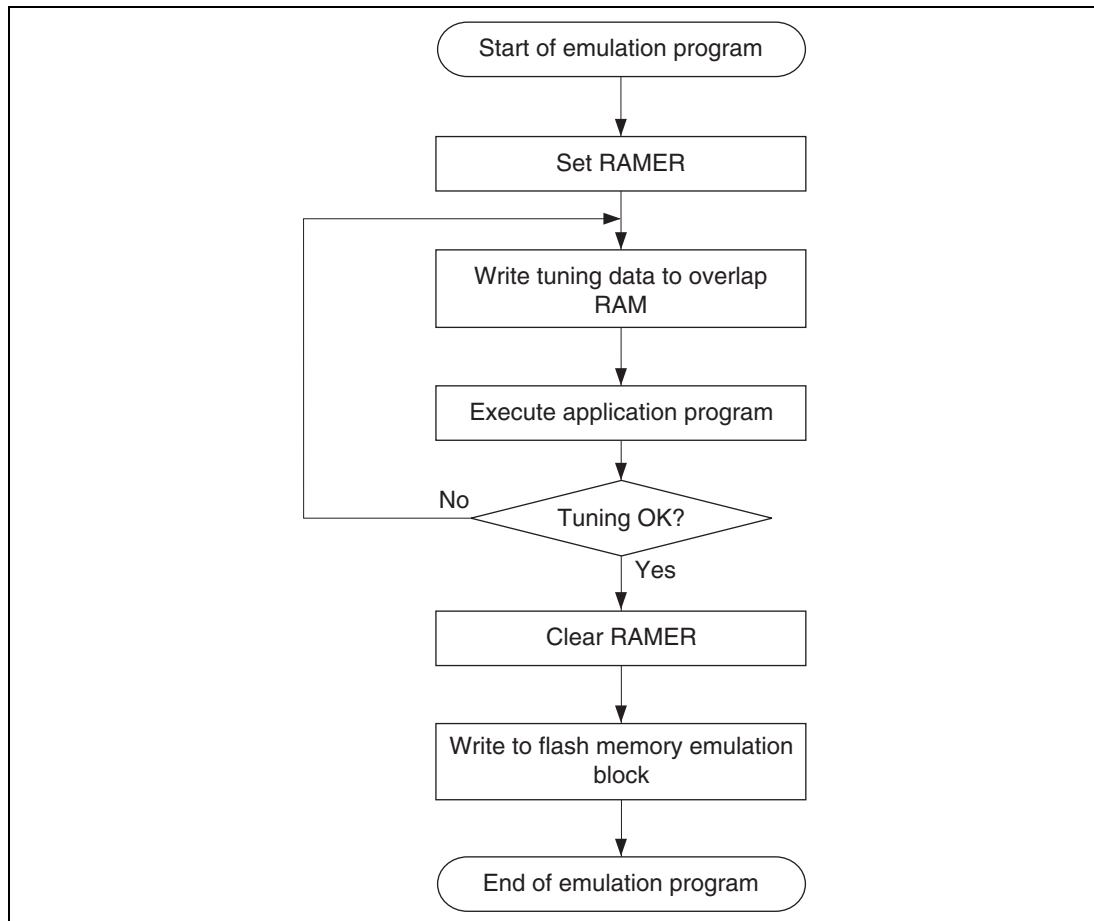 Start of emulation program
Set RAMER
Write tuning data to overlap
RAM
Execute application program
No
Tuning OK?
Yes
Clear RAMER
Write to flash memory emulation
block
End of emulation program